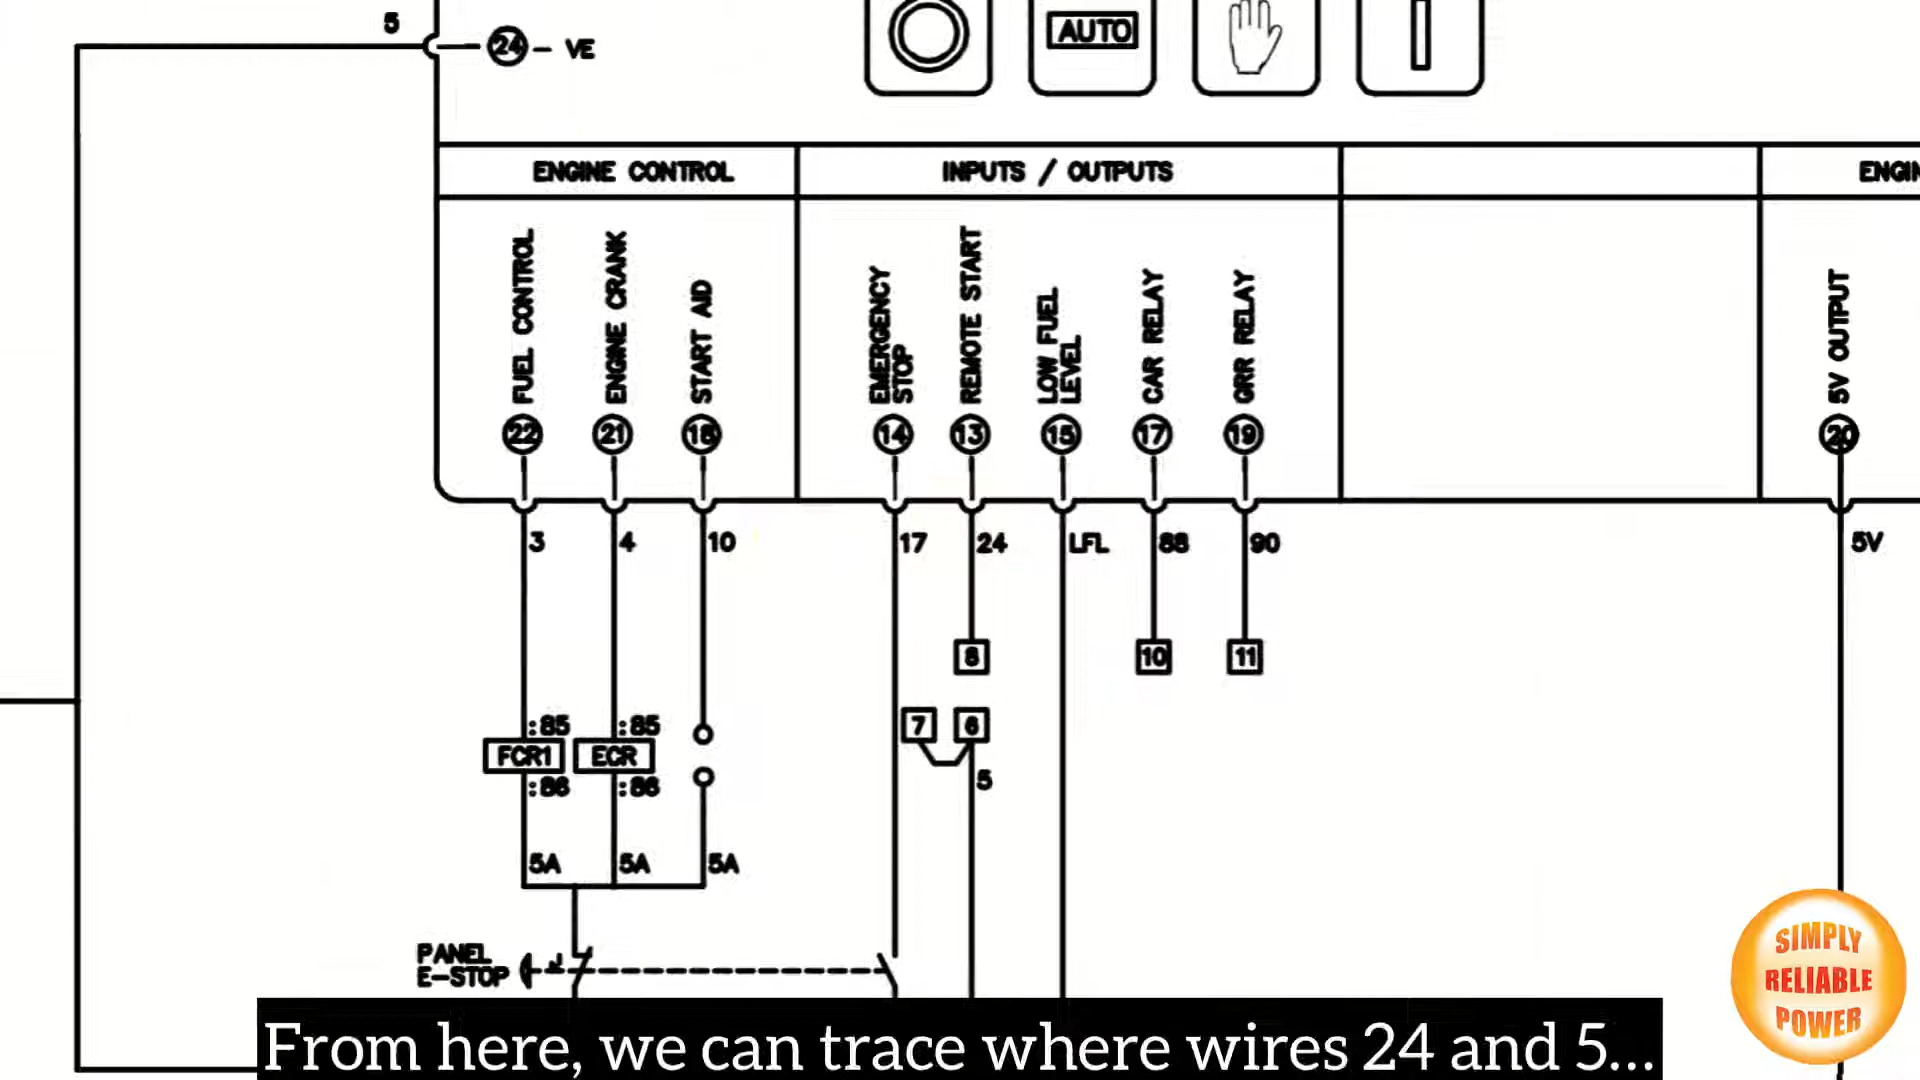 5
24 - VE
AUTO
ENGINE CONTROL
INPUTS / OUTPUTS
ENGIN
FUEL CONTROL
ENGINE CRANK
START AID
EMERGENCY
STOP
REMOTE START
LOW FUEL
LEVEL
CAR RELAY
GRR RELAY
5V OUTPUT
22 21 18 14 13 15 17 19 20
3 4 10 17 24 LFL 88 90 5V
8 10 11
7 6
:85 :85
FCR1 ECR
:86 :86
5
5A 5A 5A
PANEL
E-STOP
SIMPLY
RELIABLE
POWER
From here, we can trace where wires 24 and 5...